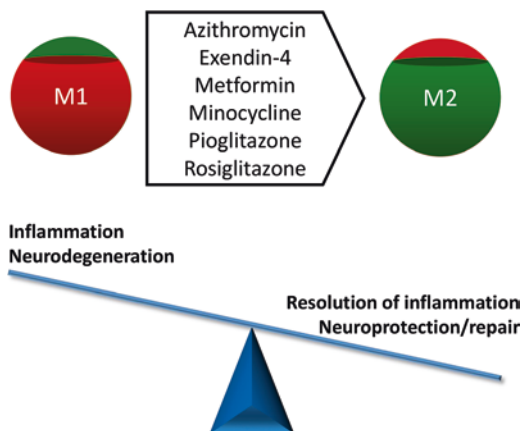 M1
Azithromycin
Exendin-4
Metformin
Minocycline
Pioglitazone
Rosiglitazone
M2
Inflammation
Neurodegeneration
Resolution of inflammation
Neuroprotection/repair